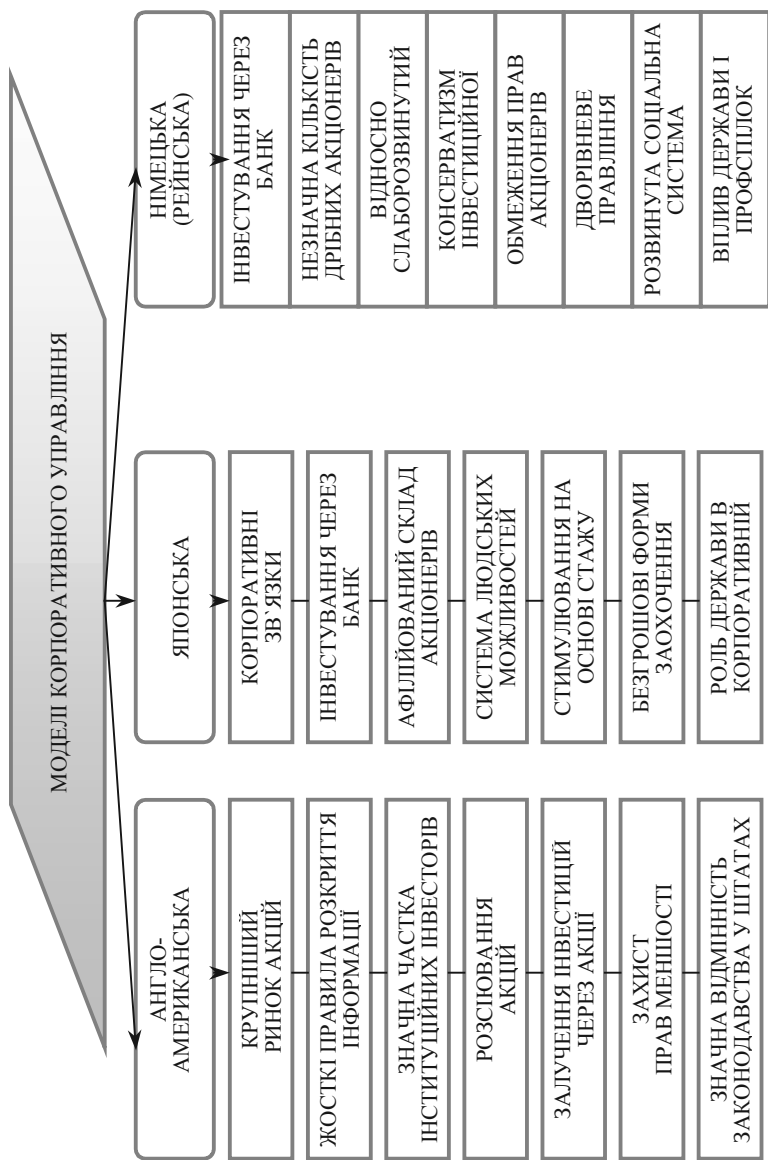 МОДЕЛІ КОРПОРАТИВНОГО УПРАВЛІННЯ
АНГЛО-
АМЕРИКАНСЬКА
КРУПНІШИЙ
РИНОК АКЦІЙ
ЖОСТКІ ПРАВИЛА РОЗКРИТТЯ
ІНФОРМАЦІЇ
ЗНАЧНА ЧАСТКА
ІНСТИТУЦІЙНИХ ІНВЕСТОРІВ
РОЗСІЮВАННЯ
АКЦІЙ
ЗАЛУЧЕННЯ ІНВЕСТИЦІЙ
ЧЕРЕЗ АКЦІЇ
ЗАХИСТ
ПРАВ МЕНШОСТІ
ЗНАЧНА ВІДМІННІСТЬ
ЗАКОНОДАВСТВА У ШТАТАХ
ЯПОНСЬКА
КОРПОРАТИВНІ
ЗВ`ЯЗКИ
ІНВЕСТУВАННЯ ЧЕРЕЗ
БАНК
АФІЛІЙОВАНИЙ СКЛАД
АКЦІОНЕРІВ
СИСТЕМА ЛЮДСЬКИХ
МОЖЛИВОСТЕЙ
СТИМУЛЮВАННЯ НА
ОСНОВІ СТАЖУ
БЕЗГРОШОВІ ФОРМИ
ЗАОХОЧЕННЯ
РОЛЬ ДЕРЖАВИ В
КОРПОРАТИВНІЙ
НІМЕЦЬКА
(РЕЙНСЬКА)
ІНВЕСТУВАННЯ ЧЕРЕЗ
БАНК
НЕЗНАЧНА КІЛЬКІСТЬ
ДРІБНИХ АКЦІОНЕРІВ
ВІДНОСНО
СЛАБОРОЗВИНУТИЙ
КОНСЕРВАТИЗМ
ІНВЕСТИЦІЙНОЇ
ОБМЕЖЕННЯ ПРАВ
АКЦІОНЕРІВ
ДВОРІВНЕВЕ
ПРАВЛІННЯ
РОЗВИНУТА СОЦІАЛЬНА
СИСТЕМА
ВПЛИВ ДЕРЖАВИ І
ПРОФСПІЛОК